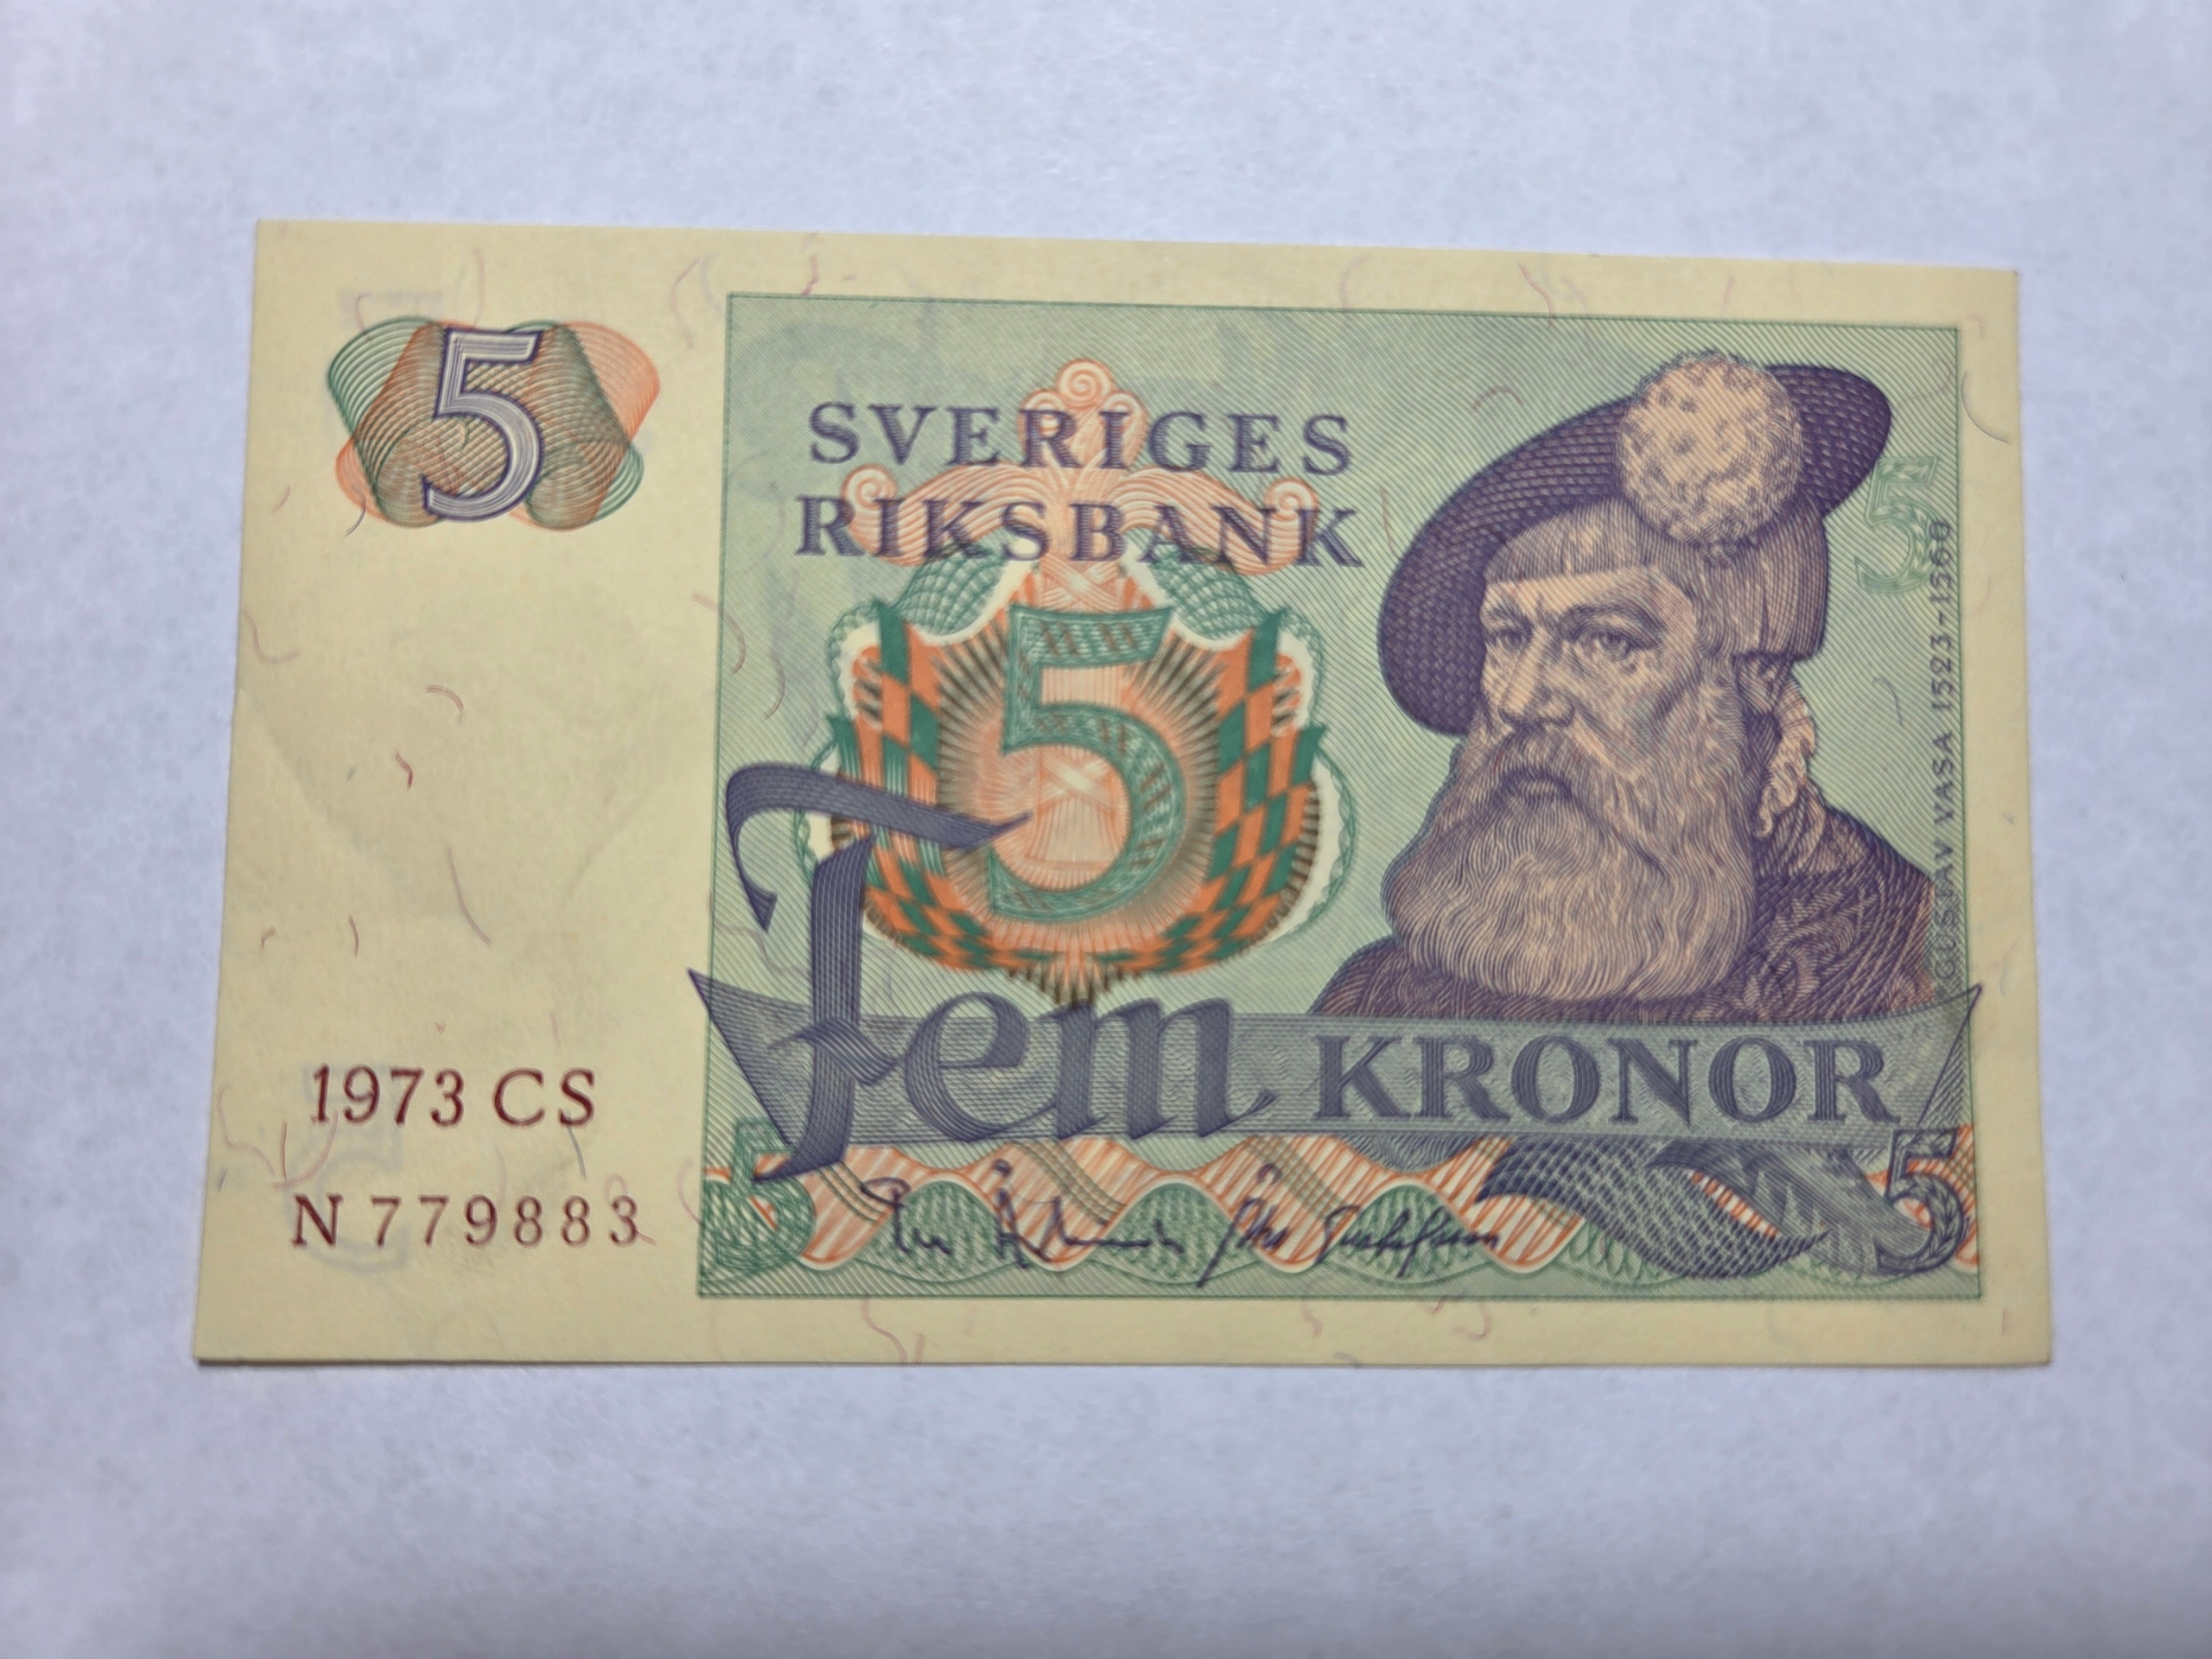 5
SVERIGES
RIKSBANK
5
5
GUSTAV VASA 1523-1560
Fem KRONOR
1973 CS
N 779883
5
5